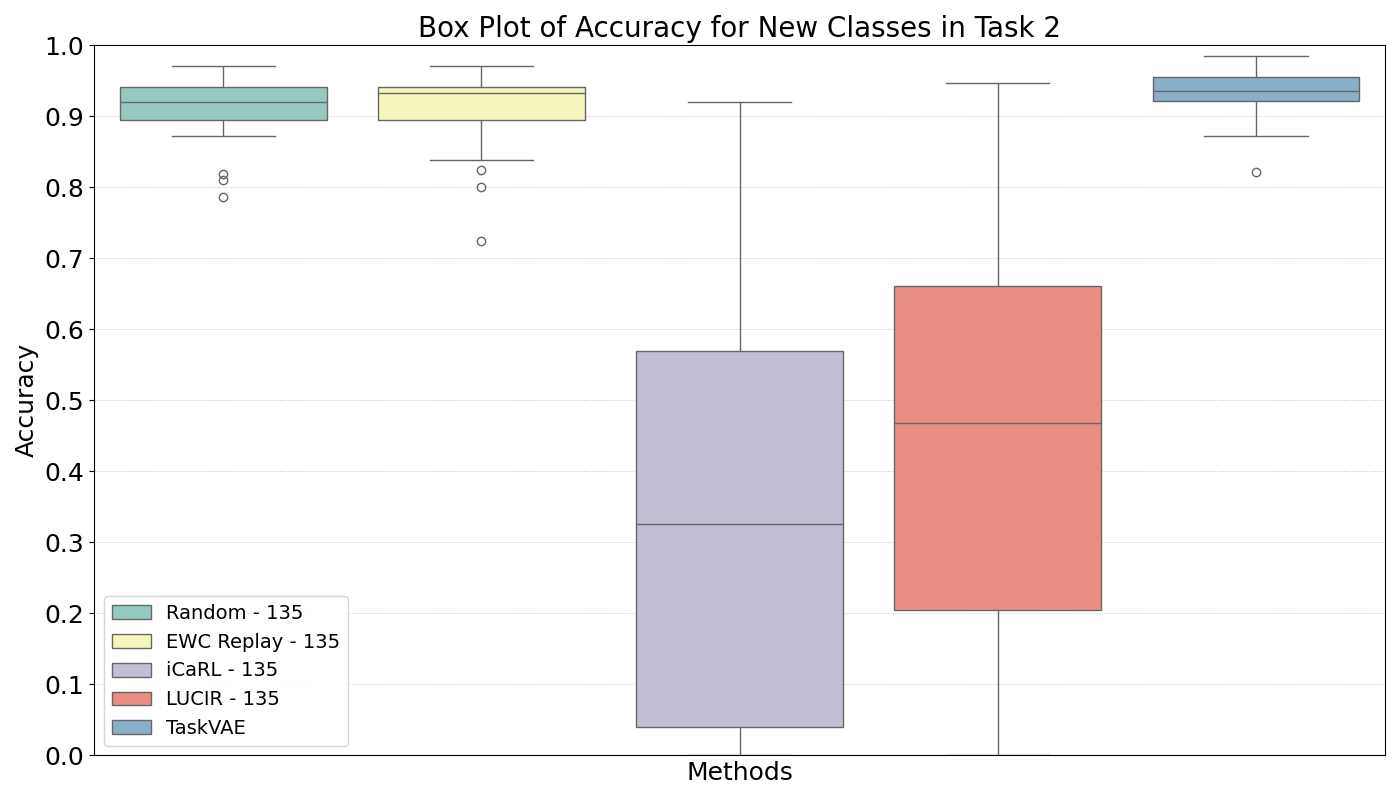 Box Plot of Accuracy for New Classes in Task 2
1.0
0.9
0.8
0.7
0.6
0.5
0.4
0.3
0.2
0.1
0.0
Accuracy
Random - 135
EWC Replay - 135
iCaRL - 135
LUCIR - 135
TaskVAE
Methods